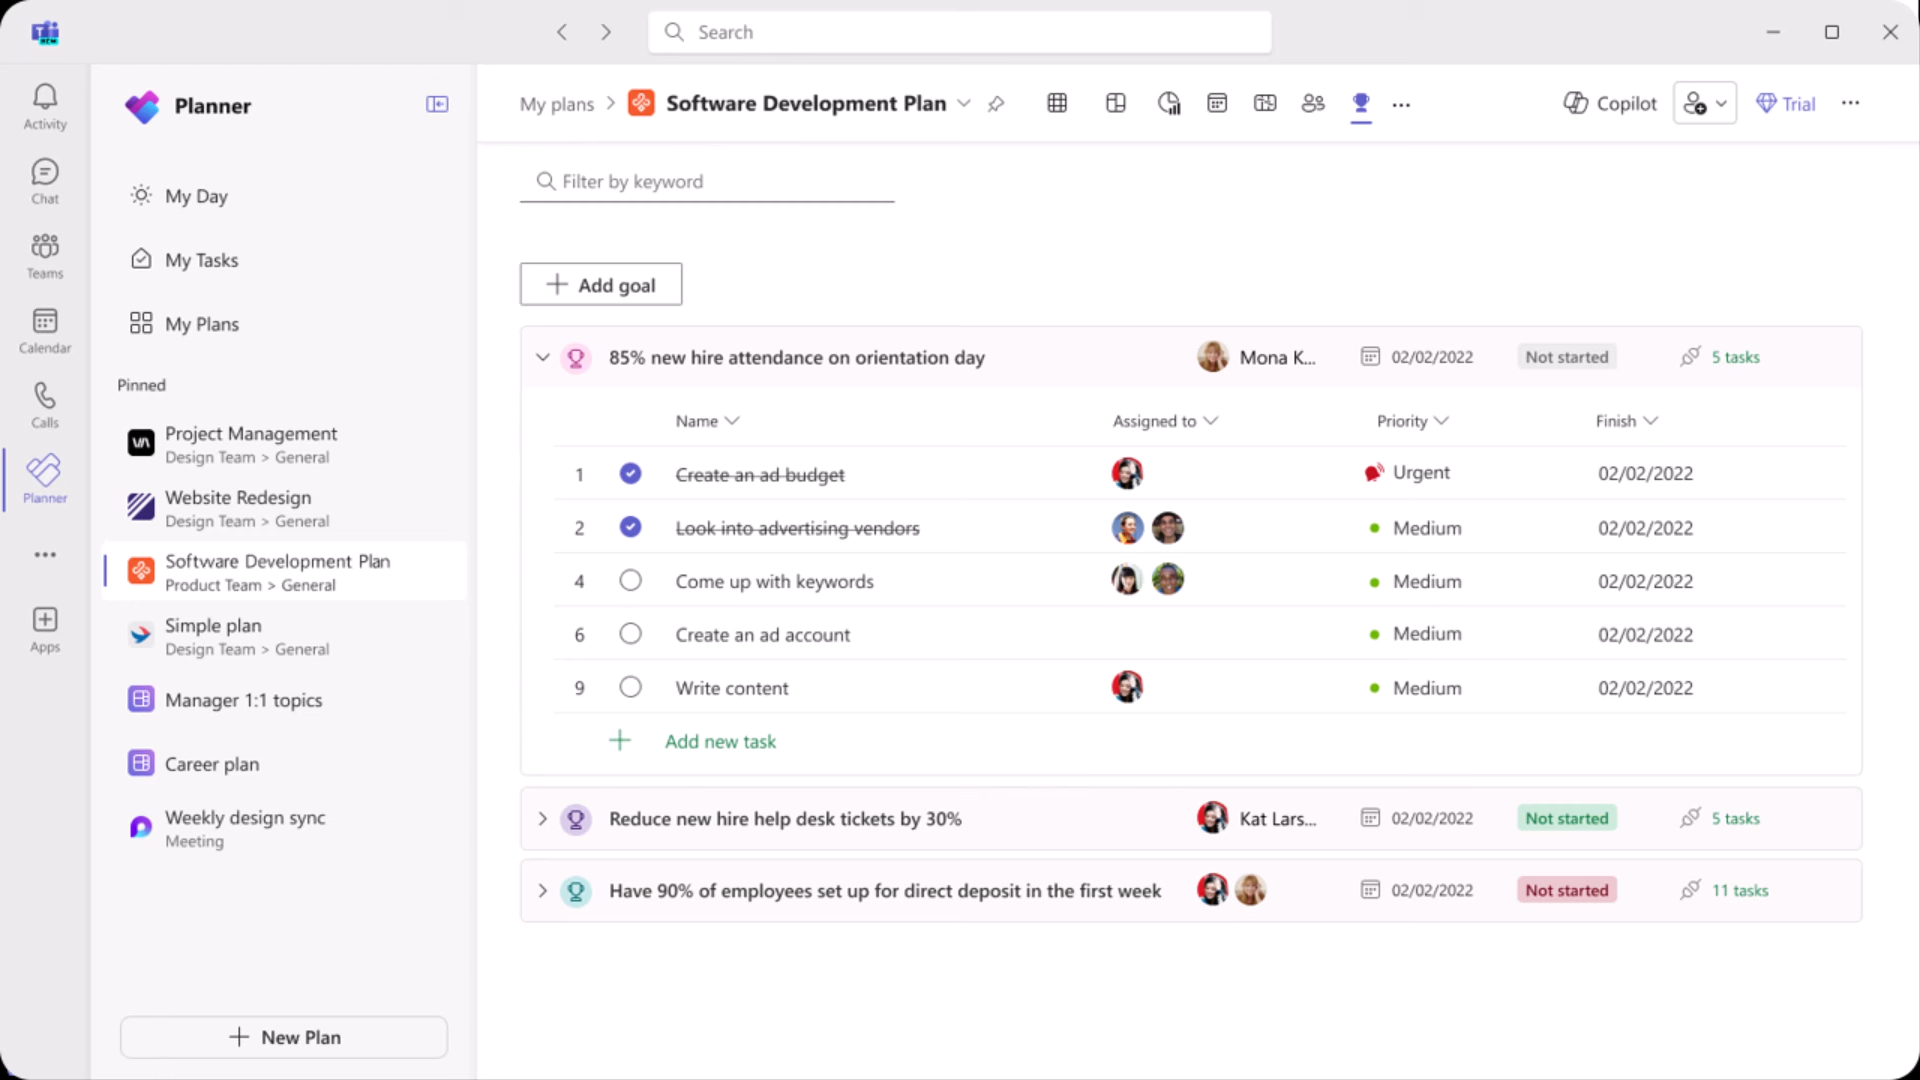 Search
Activity
Chat
Teams
Calendar
Calls
Planner
Apps
Planner
My Day
My Tasks
My Plans
Pinned
Project Management
Design Team > General
Website Redesign
Design Team > General
Software Development Plan
Product Team > General
Simple plan
Design Team > General
Manager 1:1 topics
Career plan
Weekly design sync
Meeting
New Plan
My plans > Software Development Plan
Copilot
Trial
Filter by keyword
Add goal
85% new hire attendance on orientation day Mona K... 02/02/2022 Not started 5 tasks
Name Assigned to Priority Finish
1 Create an ad budget Urgent 02/02/2022
2 Look into advertising vendors Medium 02/02/2022
4 Come up with keywords Medium 02/02/2022
6 Create an ad account Medium 02/02/2022
9 Write content Medium 02/02/2022
Add new task
Reduce new hire help desk tickets by 30% Kat Lars... 02/02/2022 Not started 5 tasks
Have 90% of employees set up for direct deposit in the first week 02/02/2022 Not started 11 tasks